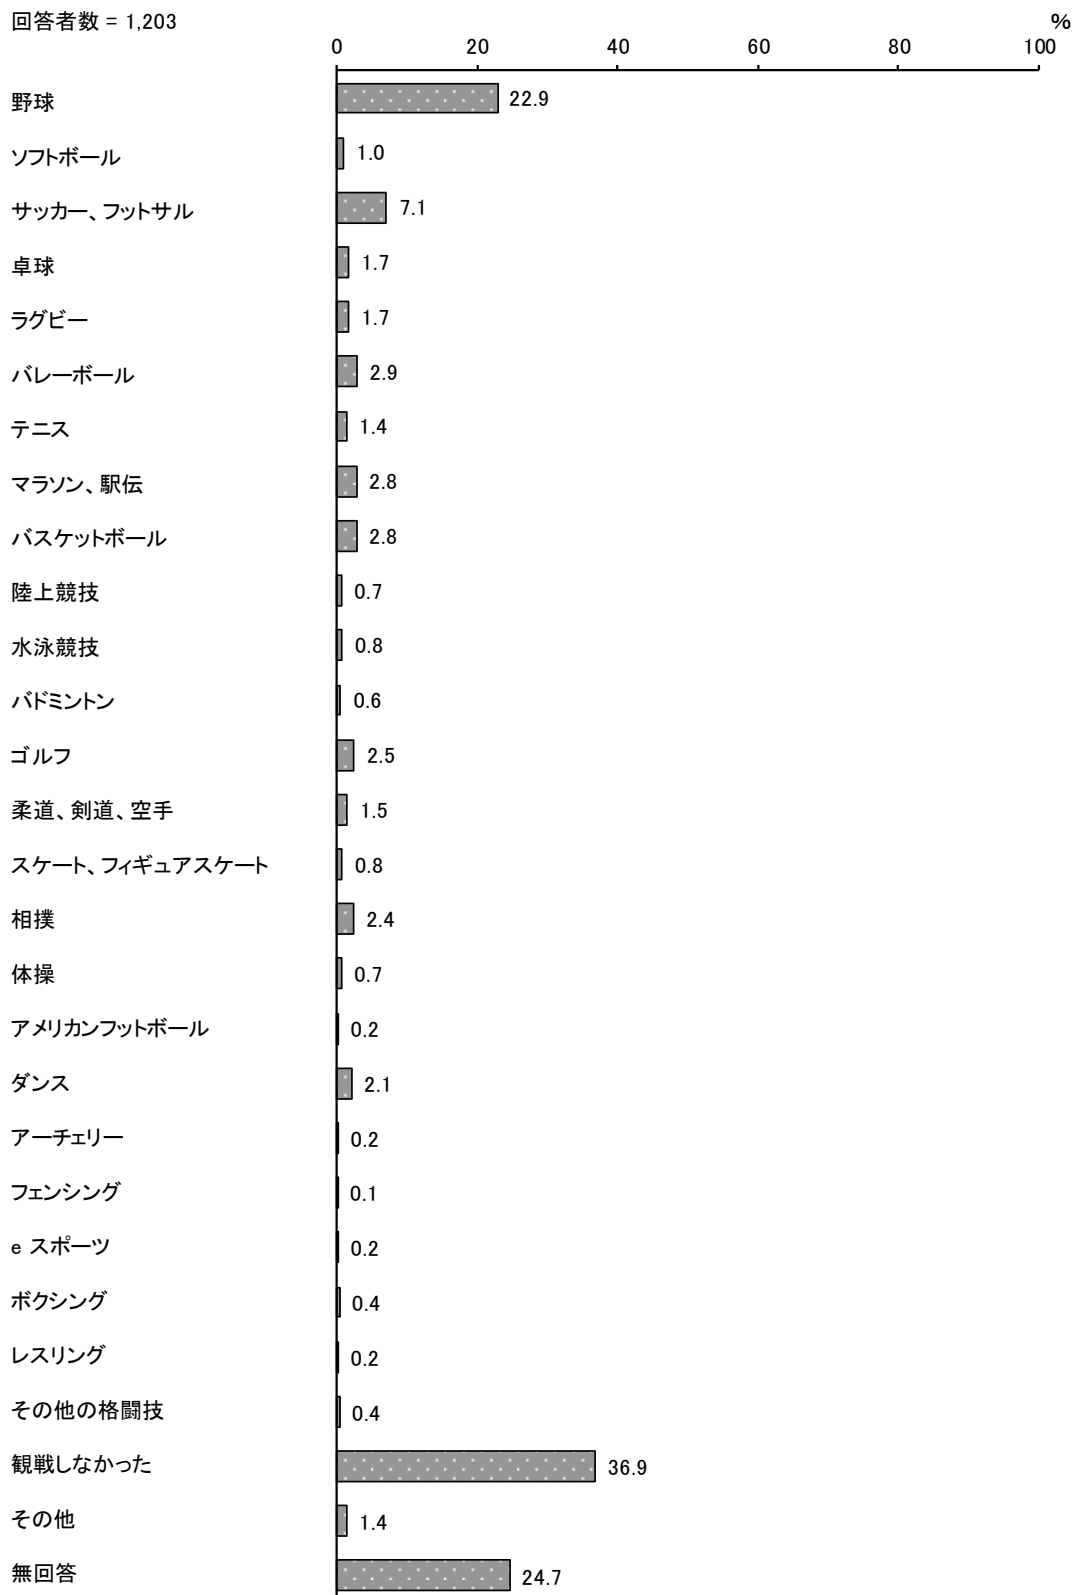 回答者数 = 1,203
%
0 20 40 60 80 100
野球 22.9
ソフトボール 1.0
サッカー、フットサル 7.1
卓球 1.7
ラグビー 1.7
バレーボール 2.9
テニス 1.4
マラソン、駅伝 2.8
バスケットボール 2.8
陸上競技 0.7
水泳競技 0.8
バドミントン 0.6
ゴルフ 2.5
柔道、剣道、空手 1.5
スケート、フィギュアスケート 0.8
相撲 2.4
体操 0.7
アメリカンフットボール 0.2
ダンス 2.1
アーチェリー 0.2
フェンシング 0.1
e スポーツ 0.2
ボクシング 0.4
レスリング 0.2
その他の格闘技 0.4
観戦しなかった 36.9
その他 1.4
無回答 24.7